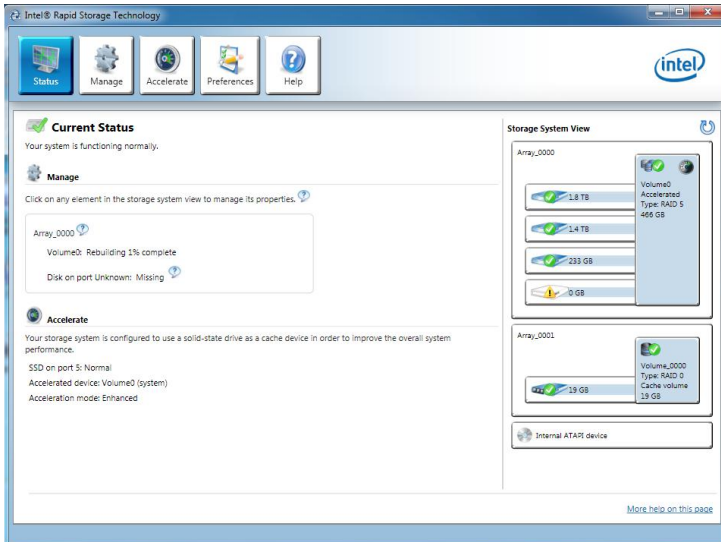 Intel® Rapid Storage Technology
Status
Manage
Accelerate
Preferences
Help
intel
Current Status
Your system is functioning normally.
Manage
Click on any element in the storage system view to manage its properties.
Array_0000
Volume0: Rebuilding 1% complete
Disk on port Unknown: Missing
Accelerate
Your storage system is configured to use a solid-state drive as a cache device in order to improve the overall system
performance.
SSD on port 5: Normal
Accelerated device: Volume0 (system)
Acceleration mode: Enhanced
Storage System View
Array_0000
1.8 TB
1.4 TB
233 GB
0 GB
Volume0
Accelerated
Type: RAID 5
466 GB
Array_0001
19 GB
Volume_0000
Type: RAID 0
Cache volume
19 GB
Internal ATAPI device
More help on this page